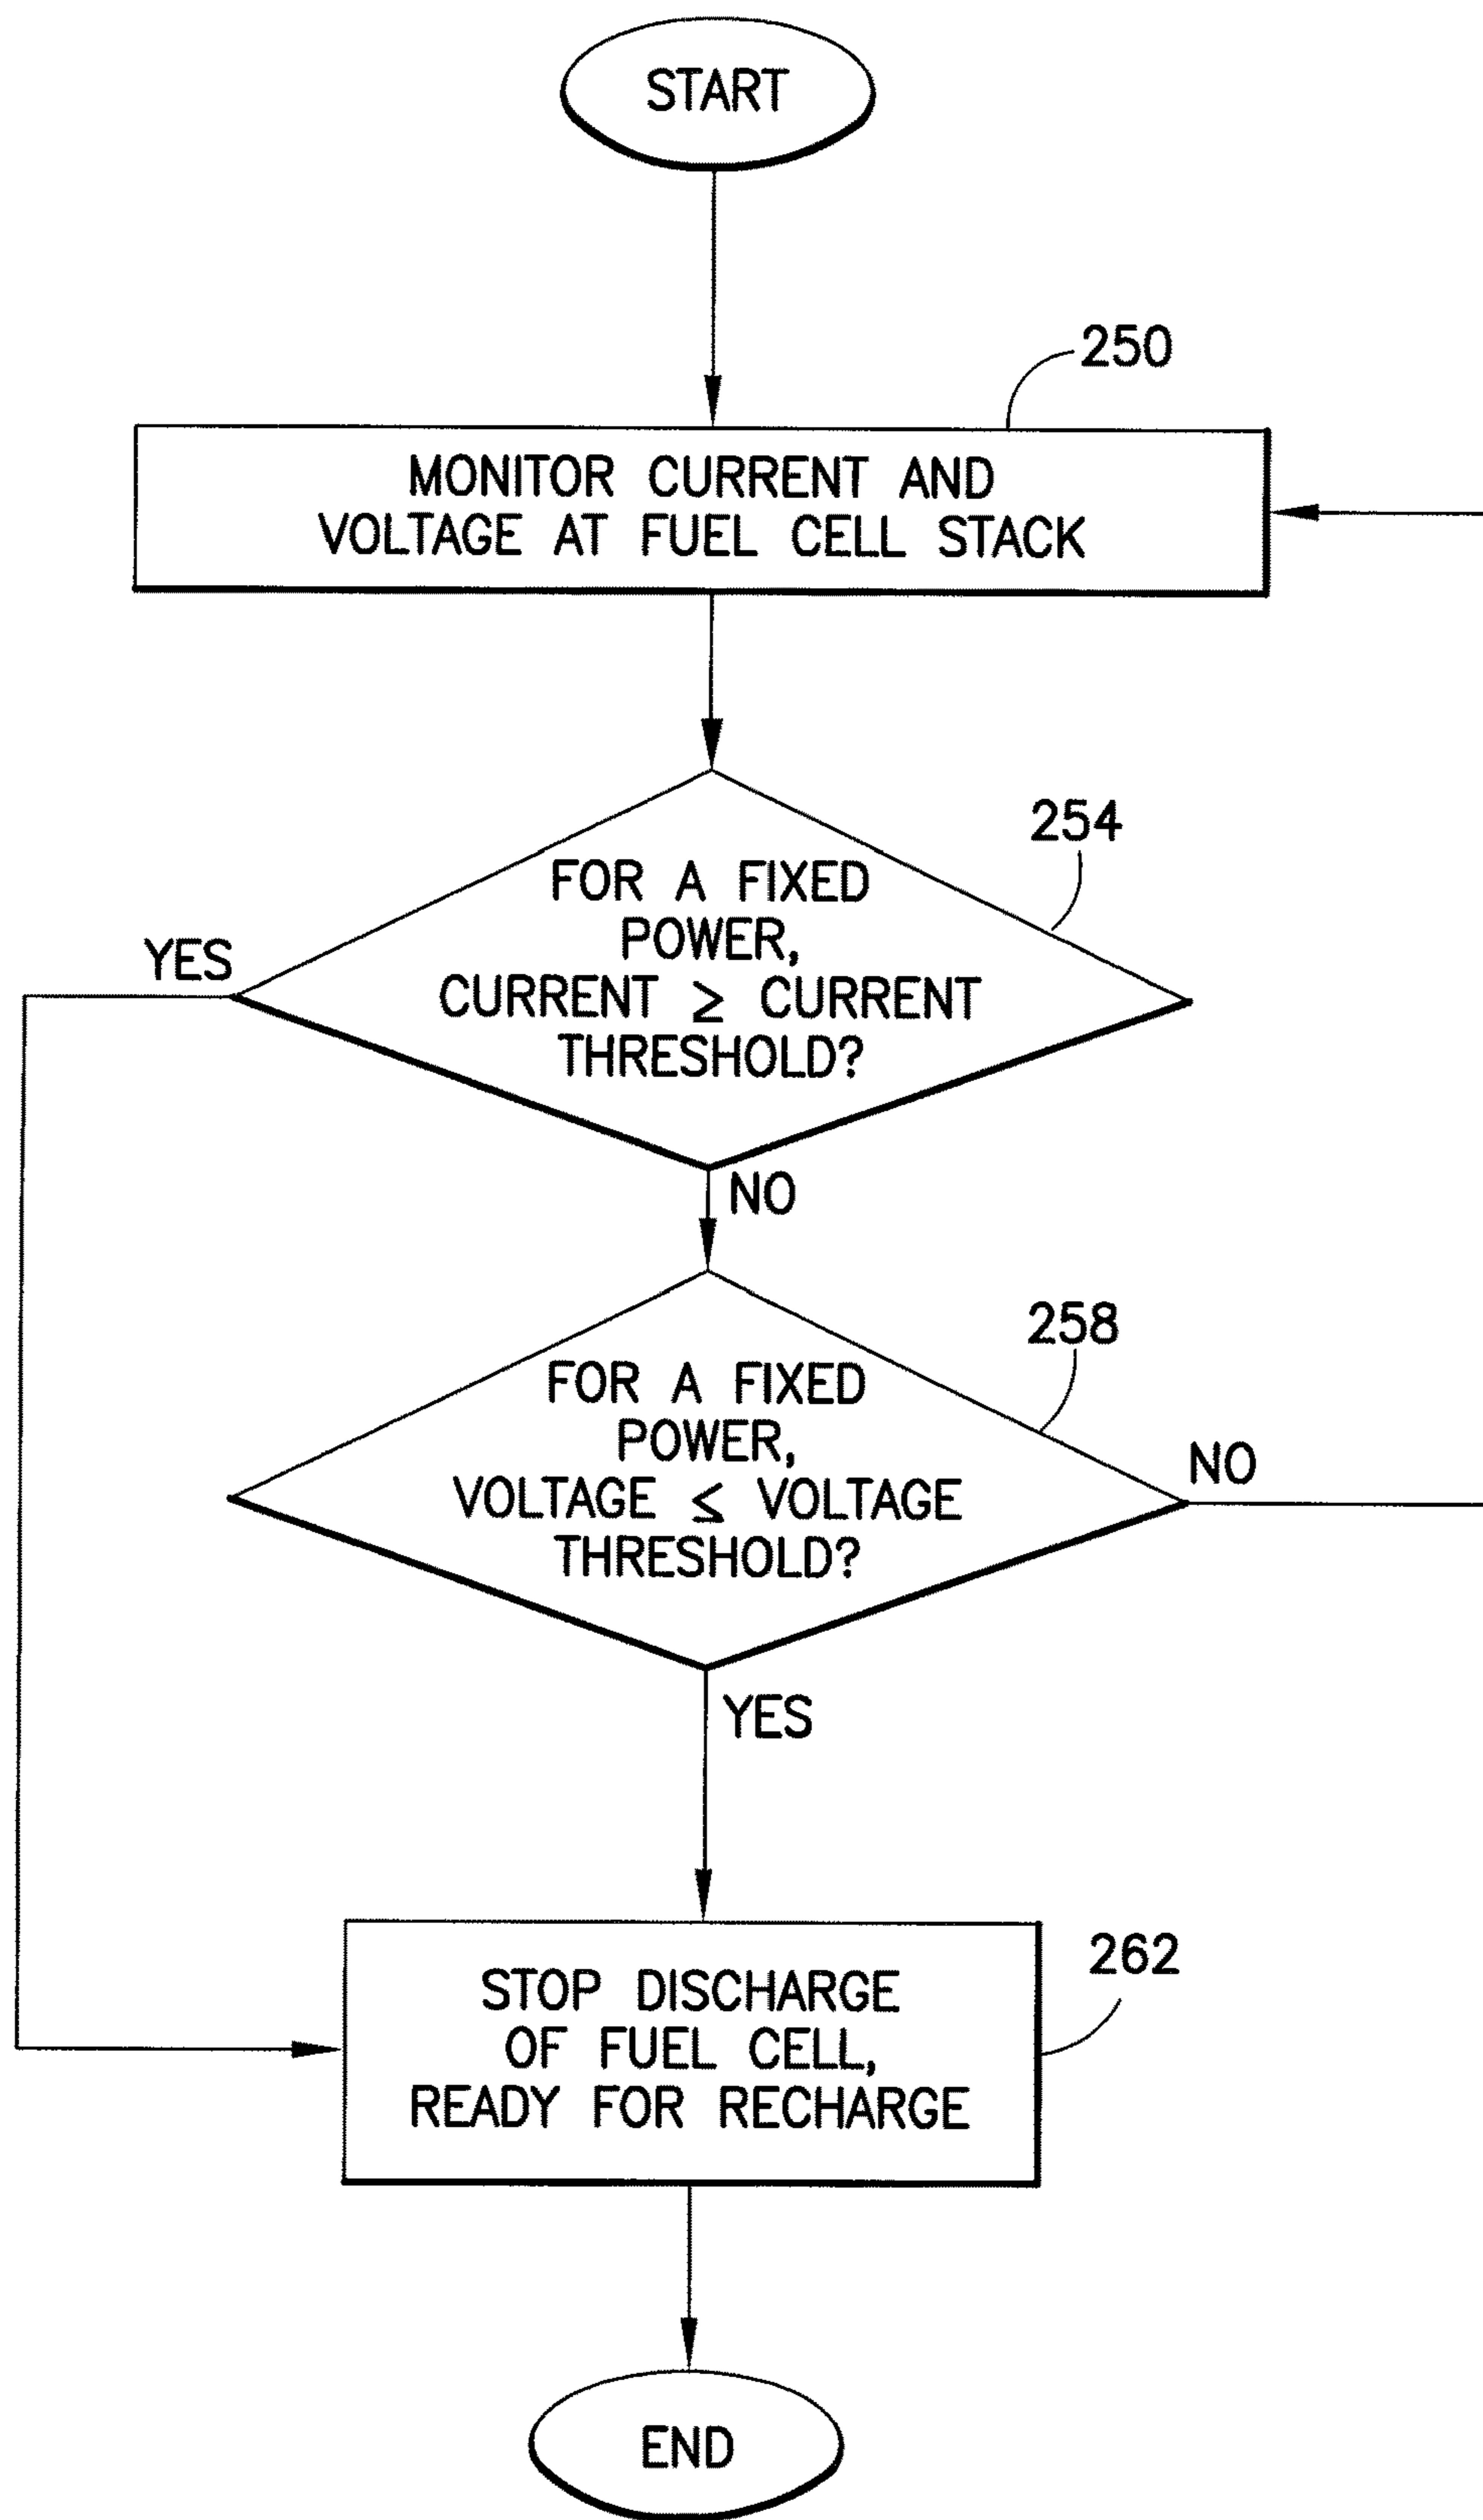 START
250
MONITOR CURRENT AND
VOLTAGE AT FUEL CELL STACK
254
FOR A FIXED
POWER,
CURRENT ≥ CURRENT
THRESHOLD?
YES
NO
258
FOR A FIXED
POWER,
VOLTAGE ≤ VOLTAGE
THRESHOLD?
NO
YES
262
STOP DISCHARGE
OF FUEL CELL,
READY FOR RECHARGE
END